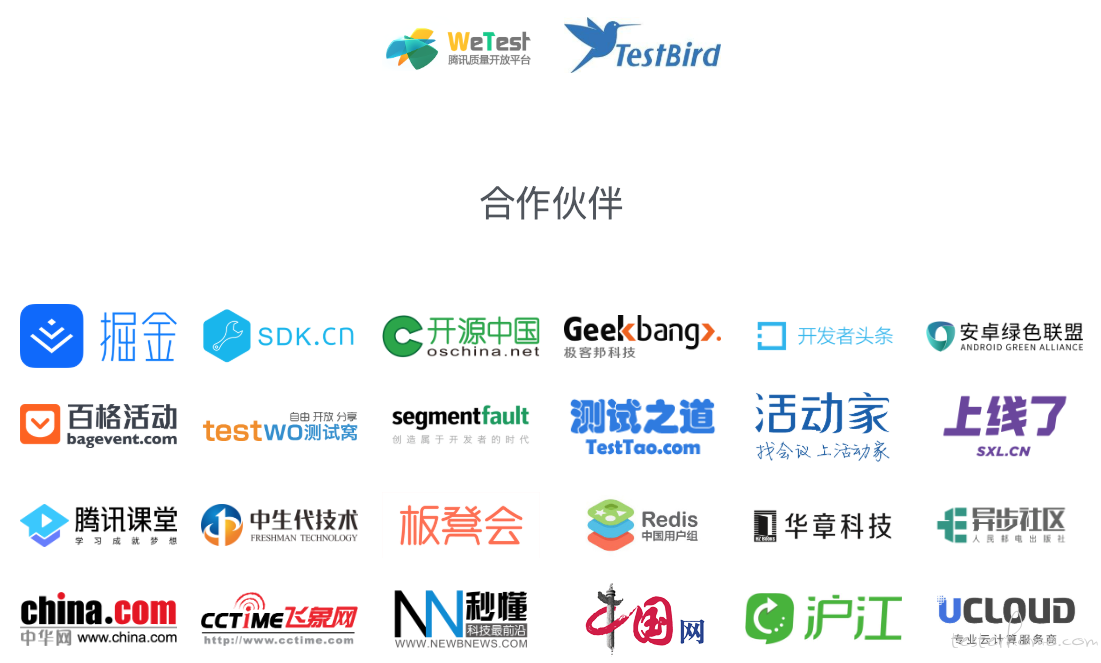 WeTest
腾讯质量开放平台
TestBird
合作伙伴
掘金
SDK.cn
开源中国
oschina.net
Geekbang>.
极客邦科技
开发者头条
安卓绿色联盟
ANDROID GREEN ALLIANCE
百格活动
bagevent.com
自由 开放 分享
testwo测试窝
segmentfault
创造属于开发者的时代
测试之道
TestTao.com
活动家
找会议 上活动家
上线了
SXL.CN
腾讯课堂
学习成就梦想
中生代技术
FRESHMAN TECHNOLOGY
板凳会
Redis
中国用户组
华章科技
异步社区
人民邮电出版社
china.com
中华网 www.china.com
CCTIME飞象网
http://www.cctime.com
NN秒懂
科技最前沿
WWW.NEWBNEWS.COM
中国网
沪江
UCLOUD
专业云计算服务商